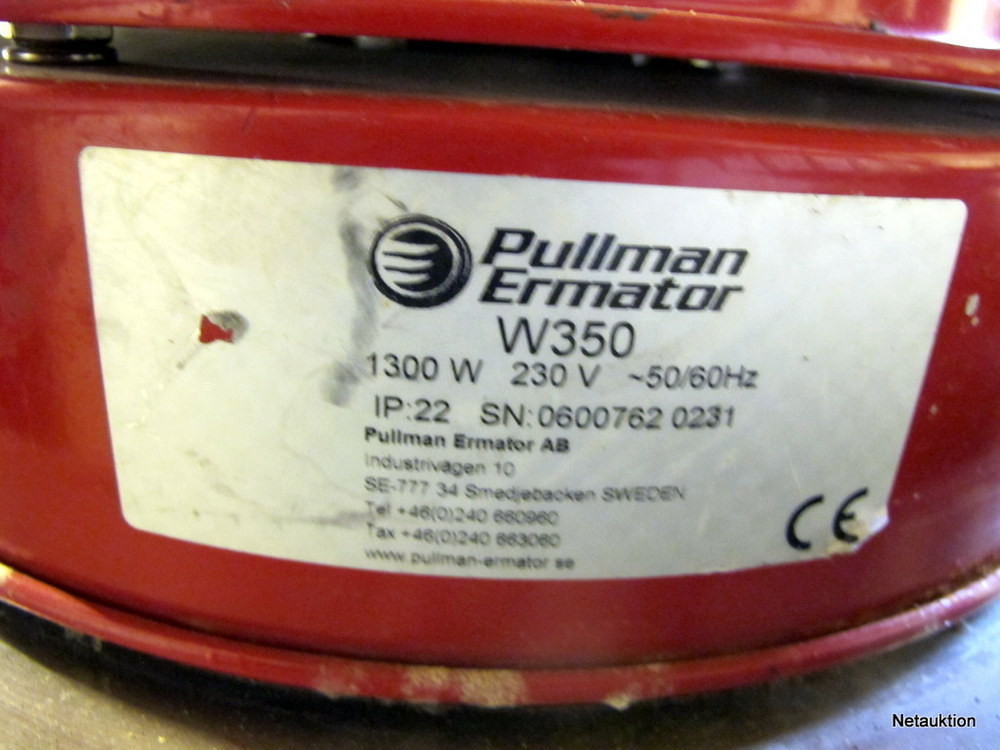 Pullman
Ermator
W350
1300 W 230 V ~50/60Hz
IP:22 SN: 0600762 0231
Pullman Ermator AB
Industrivägen 10
SE-777 34 Smedjebacken SWEDEN
Tel +46(0)240 660960
Fax +46(0)240 663060
www.pullman-ermator se
CE
Netauktion